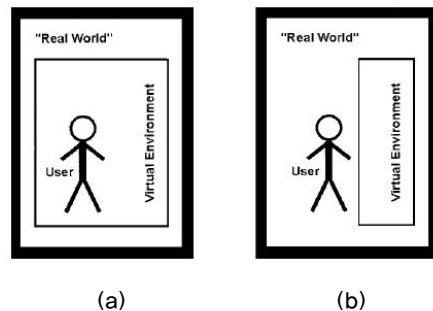 "Real World"
User
Virtual Environment
(a)
"Real World"
User
Virtual Environment
(b)